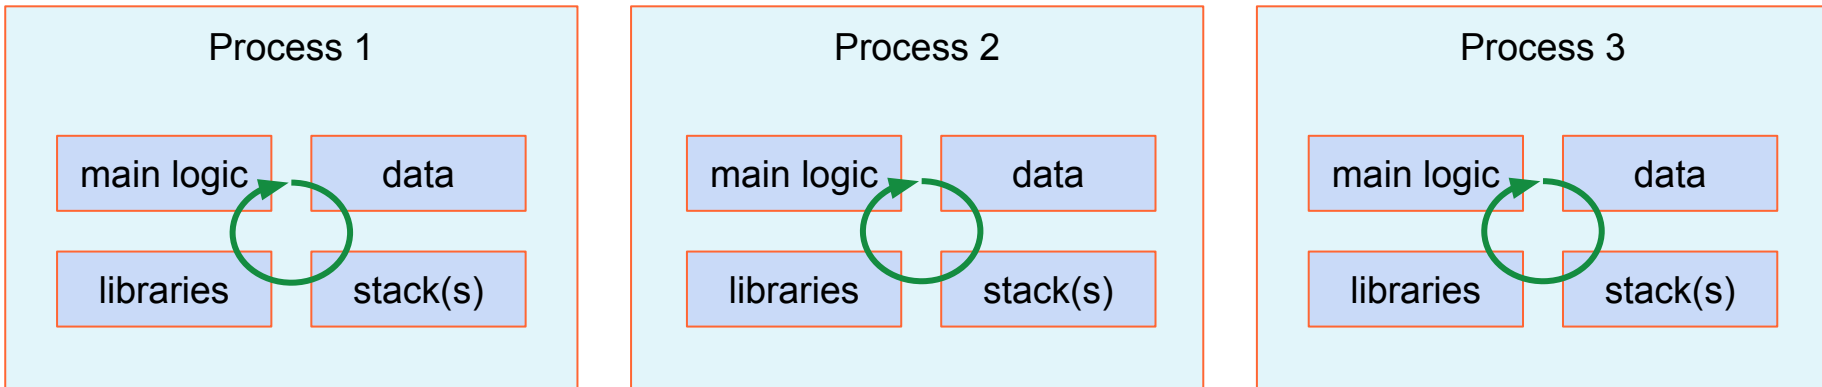 Process 1
main logic
data
libraries
stack(s)
Process 2
main logic
data
libraries
stack(s)
Process 3
main logic
data
libraries
stack(s)